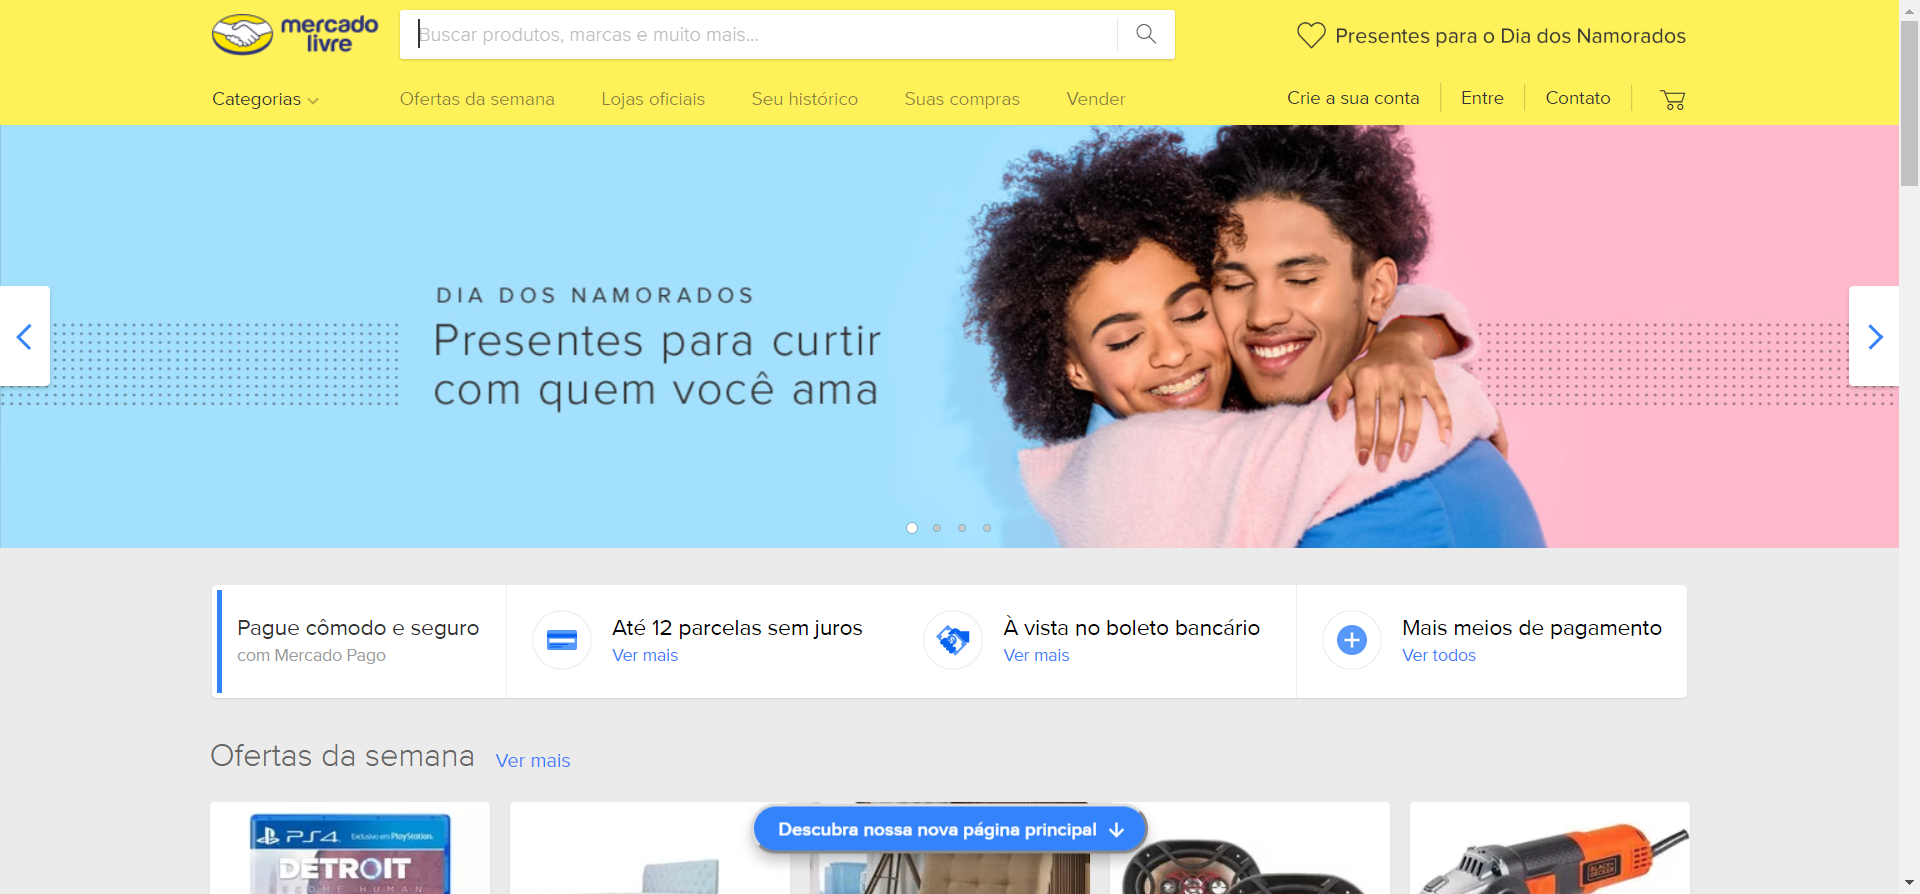 mercado
livre
Buscar produtos, marcas e muito mais...
Presentes para o Dia dos Namorados
Categorias
Ofertas da semana
Lojas oficiais
Seu histórico
Suas compras
Vender
Crie a sua conta
Entre
Contato
DIA DOS NAMORADOS
Presentes para curtir
com quem você ama
Pague cômodo e seguro
com Mercado Pago
Até 12 parcelas sem juros
Ver mais
À vista no boleto bancário
Ver mais
Mais meios de pagamento
Ver todos
Ofertas da semana
Ver mais
PS4
Exclusivo em PlayStation.
DETROIT
BECOME HUMAN
Descubra nossa nova página principal
BLACK+
DECKER